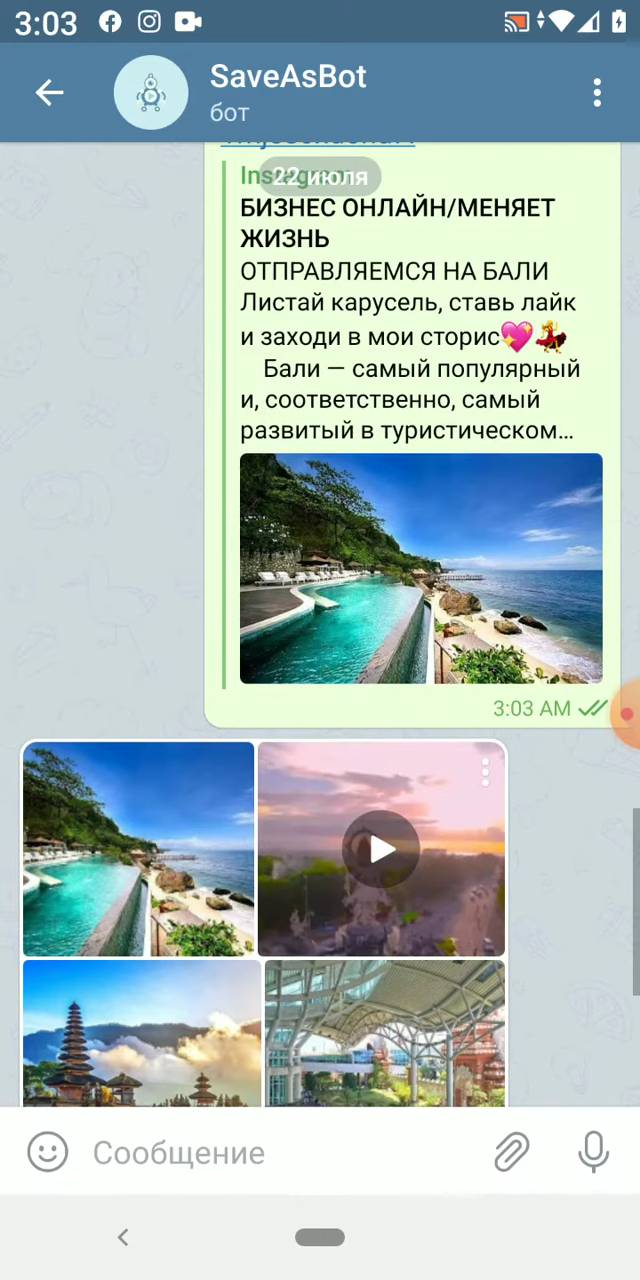 3:03
SaveAsBot
бот
Instagram
22 июля
БИЗНЕС ОНЛАЙН/МЕНЯЕТ
ЖИЗНЬ
ОТПРАВЛЯЕМСЯ НА БАЛИ
Листай карусель, ставь лайк
и заходи в мои сторис💖💃
Бали — самый популярный
и, соответственно, самый
развитый в туристическом...
3:03 AM
Сообщение